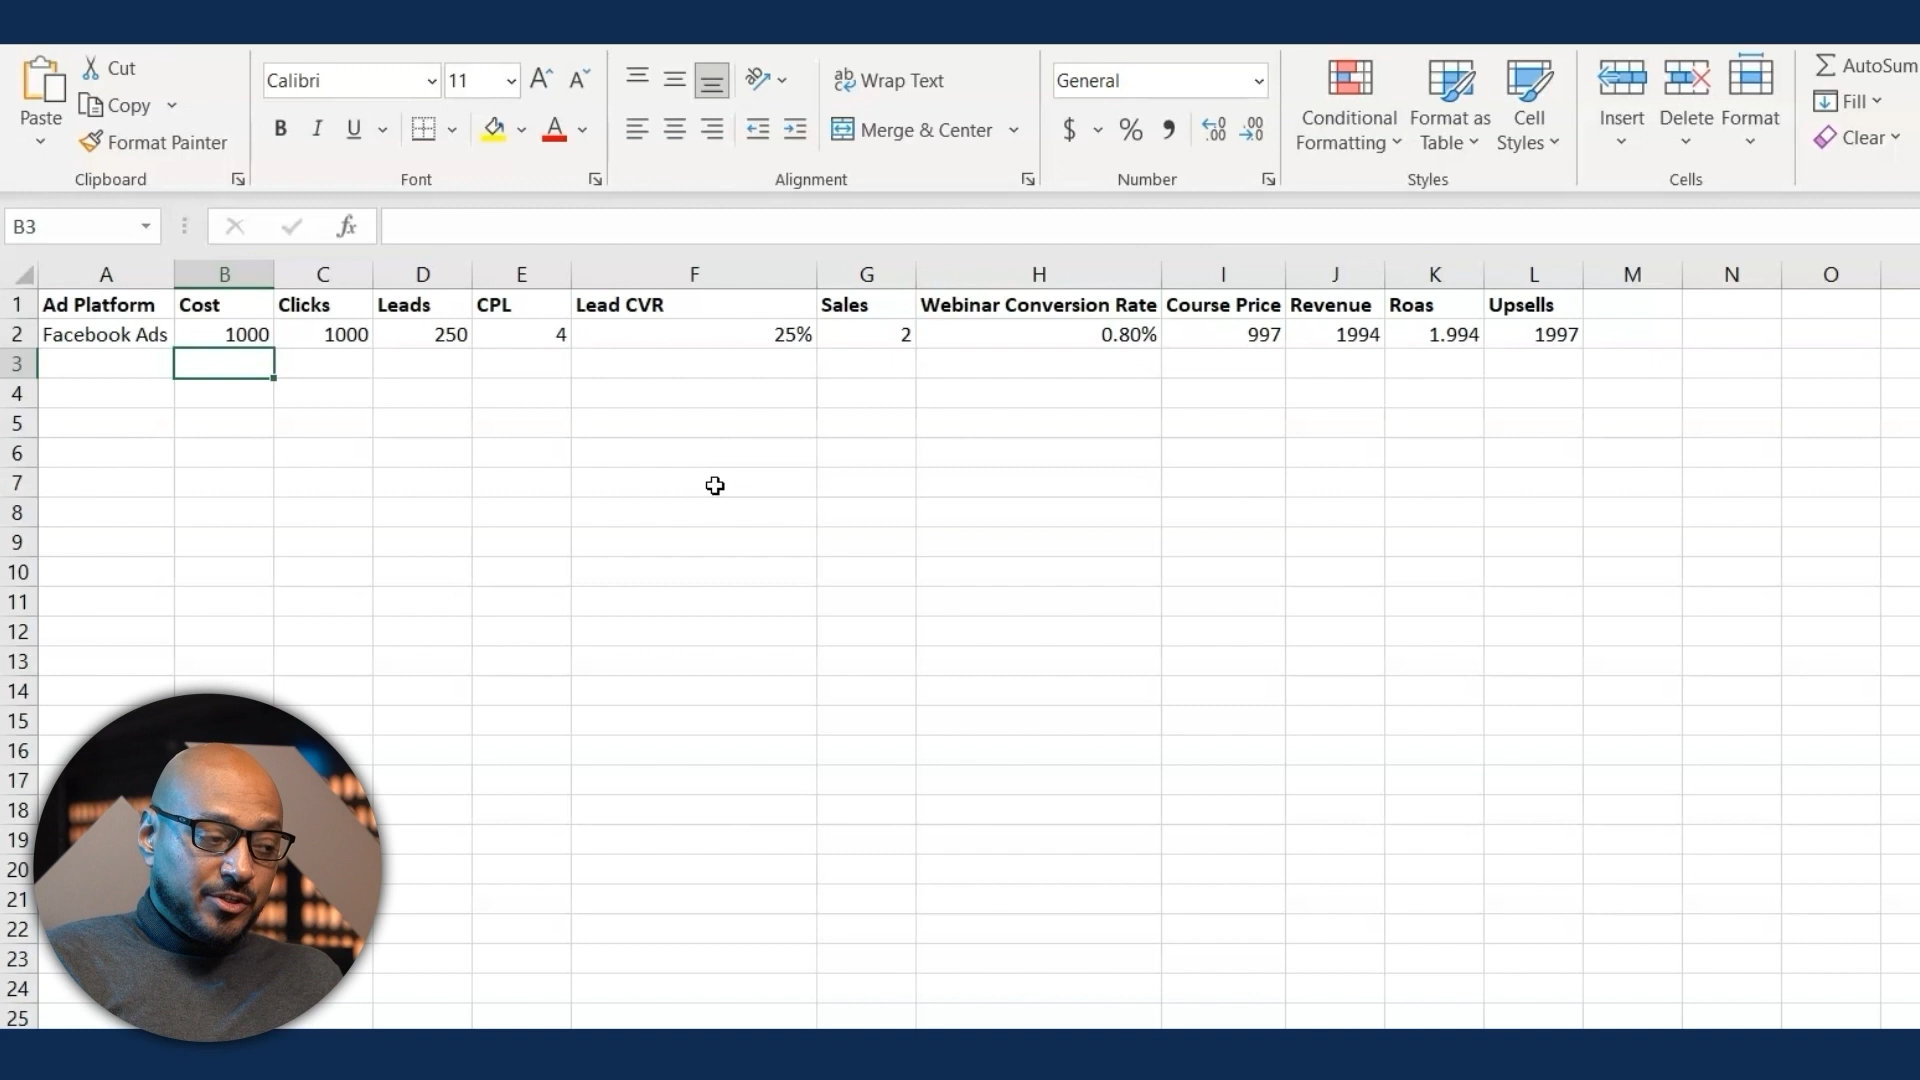 Cut
Copy
Paste
Format Painter
Clipboard
Calibri 11
B I U
Font
Wrap Text
Merge & Center
Alignment
General
$ % 9
Number
Conditional Formatting
Format as Table
Cell Styles
Styles
Insert Delete Format
Cells
AutoSum
Fill
Clear
B3 fx
A B C D E F G H I J K L M N O
1 Ad Platform Cost Clicks Leads CPL Lead CVR Sales Webinar Conversion Rate Course Price Revenue Roas Upsells
2 Facebook Ads 1000 1000 250 4 25% 2 0.80% 997 1994 1.994 1997
3
4
5
6
7
8
9
10
11
12
13
14
15
16
17
18
19
20
21
22
23
24
25